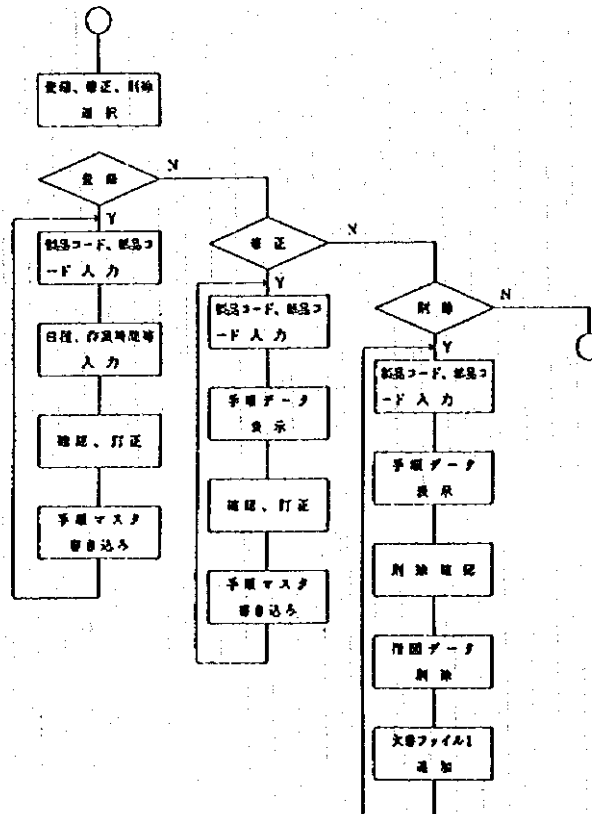 登録、修正、削除
選択
登録
N
Y
製品コード、部品コ
ード入力
日程、作業時間等
入力
確認、訂正
手順マスタ
書き込み
修正
N
Y
製品コード、部品コ
ード入力
手順データ
表示
確認、訂正
手順マスタ
書き込み
削除
N
Y
製品コード、部品コ
ード入力
手順データ
表示
削除確認
データ
削除
ファイル1
追加